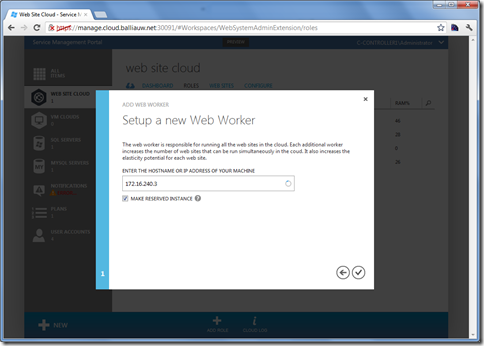 Web Site Cloud - Service M
https://manage.cloud.balliauw.net:30091/#Workspaces/WebSystemAdminExtension/roles
Service Management Portal
PREVIEW
ALL ITEMS
web site cloud
WEB SITE CLOUD
DASHBOARD
ROLES
WEB SITES
CONFIGURE
VM CLOUDS
SQL SERVERS
MYSQL SERVERS
NOTIFICATIONS
PLANS
USER ACCOUNTS
ADD WEB WORKER
Setup a new Web Worker
The web worker is responsible for running all the web sites in the cloud. Each additional worker
increases the number of web sites that can be run simultaneously in the cloud. It also increases the
elasticity potential for each web site.
ENTER THE HOSTNAME OR IP ADDRESS OF YOUR MACHINE
172.16.240.3
MAKE RESERVED INSTANCE
1
NEW
ADD ROLE